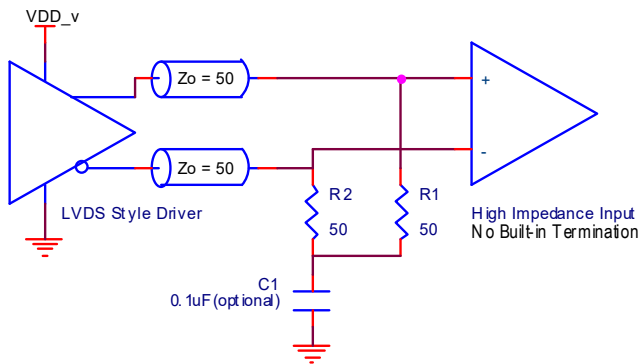 VDD_v
Zo = 50
+
Zo = 50
-
LVDS Style Driver
R2
50
R1
50
High Impedance Input
No Built-in Termination
C1
0.1uF(optional)